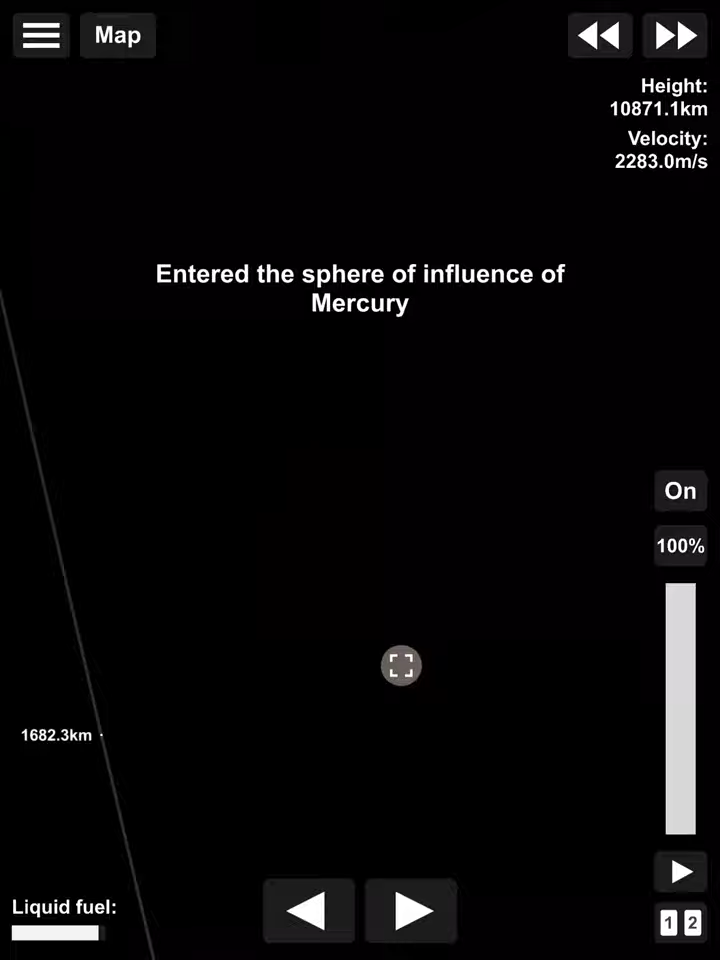 Map
Height:
10871.1km
Velocity:
2283.0m/s
Entered the sphere of influence of
Mercury
On
100%
1682.3km
Liquid fuel:
1 2